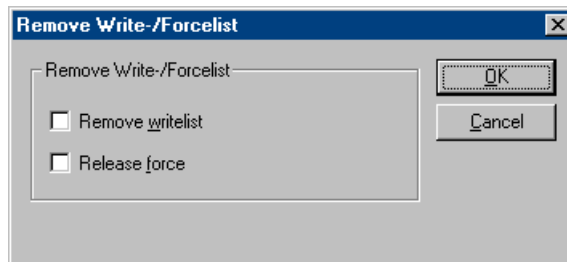 Remove Write-/Forcelist
Remove Write-/Forcelist
Remove writelist
Release force
OK
Cancel